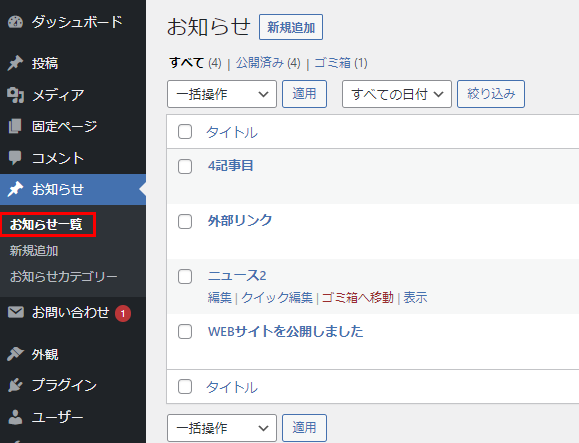 ダッシュボード
投稿
メディア
固定ページ
コメント
お知らせ
お知らせ一覧
新規追加
お知らせカテゴリー
お問い合わせ 1
外観
プラグイン
ユーザー
お知らせ 新規追加
すべて (4) | 公開済み (4) | ゴミ箱 (1)
一括操作 適用 すべての日付 絞り込み
タイトル
4記事目
外部リンク
ニュース2
編集 | クイック編集 | ゴミ箱へ移動 | 表示
WEBサイトを公開しました
タイトル
一括操作 適用